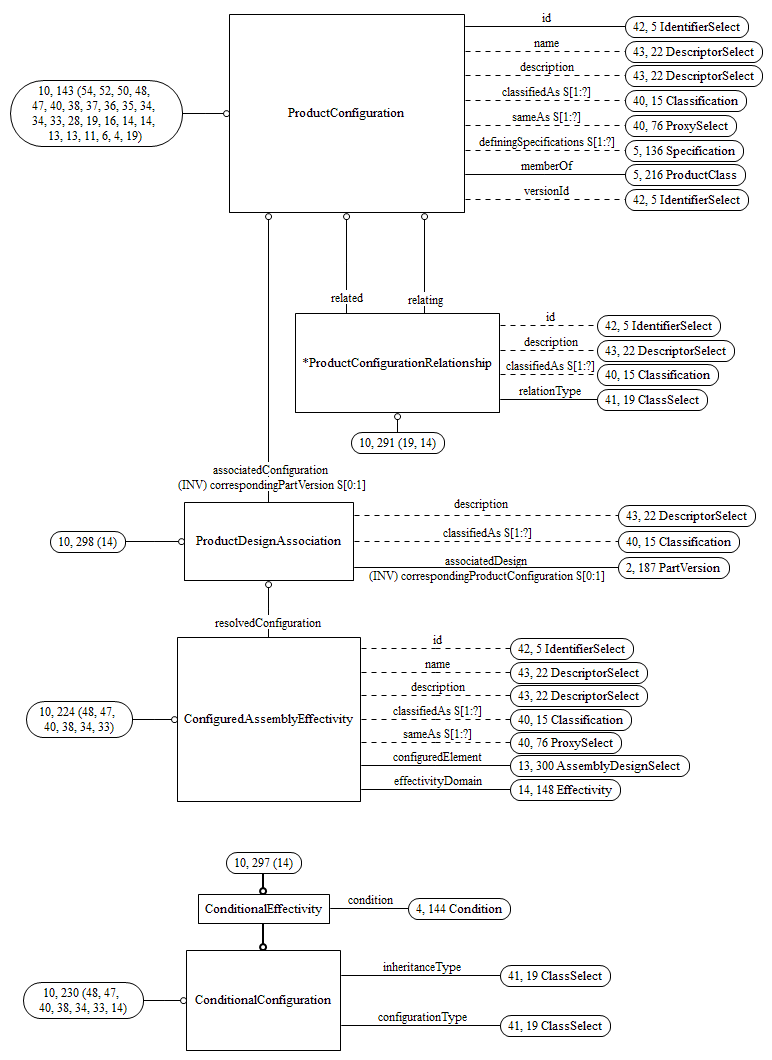 id
42, 5 IdentifierSelect
name
43, 22 DescriptorSelect
description
43, 22 DescriptorSelect
10, 143 (54, 52, 50, 48,
47, 40, 38, 37, 36, 35, 34,
34, 33, 28, 19, 16, 14, 14,
13, 13, 11, 6, 4, 19)
ProductConfiguration
classifiedAs S[1:?]
40, 15 Classification
sameAs S[1:?]
40, 76 ProxySelect
definingSpecifications S[1:?]
5, 136 Specification
memberOf
5, 216 ProductClass
versionId
42, 5 IdentifierSelect
related
relating
*ProductConfigurationRelationship
id
42, 5 IdentifierSelect
description
43, 22 DescriptorSelect
classifiedAs S[1:?]
40, 15 Classification
relationType
41, 19 ClassSelect
10, 291 (19, 14)
associatedConfiguration
(INV) correspondingPartVersion S[0:1]
10, 298 (14)
ProductDesignAssociation
description
43, 22 DescriptorSelect
classifiedAs S[1:?]
40, 15 Classification
associatedDesign
(INV) correspondingProductConfiguration S[0:1]
2, 187 PartVersion
resolvedConfiguration
10, 224 (48, 47,
40, 38, 34, 33)
ConfiguredAssemblyEffectivity
id
42, 5 IdentifierSelect
name
43, 22 DescriptorSelect
description
43, 22 DescriptorSelect
classifiedAs S[1:?]
40, 15 Classification
sameAs S[1:?]
40, 76 ProxySelect
configuredElement
13, 300 AssemblyDesignSelect
effectivityDomain
14, 148 Effectivity
10, 297 (14)
ConditionalEffectivity
condition
4, 144 Condition
10, 230 (48, 47,
40, 38, 34, 33, 14)
ConditionalConfiguration
inheritanceType
41, 19 ClassSelect
configurationType
41, 19 ClassSelect